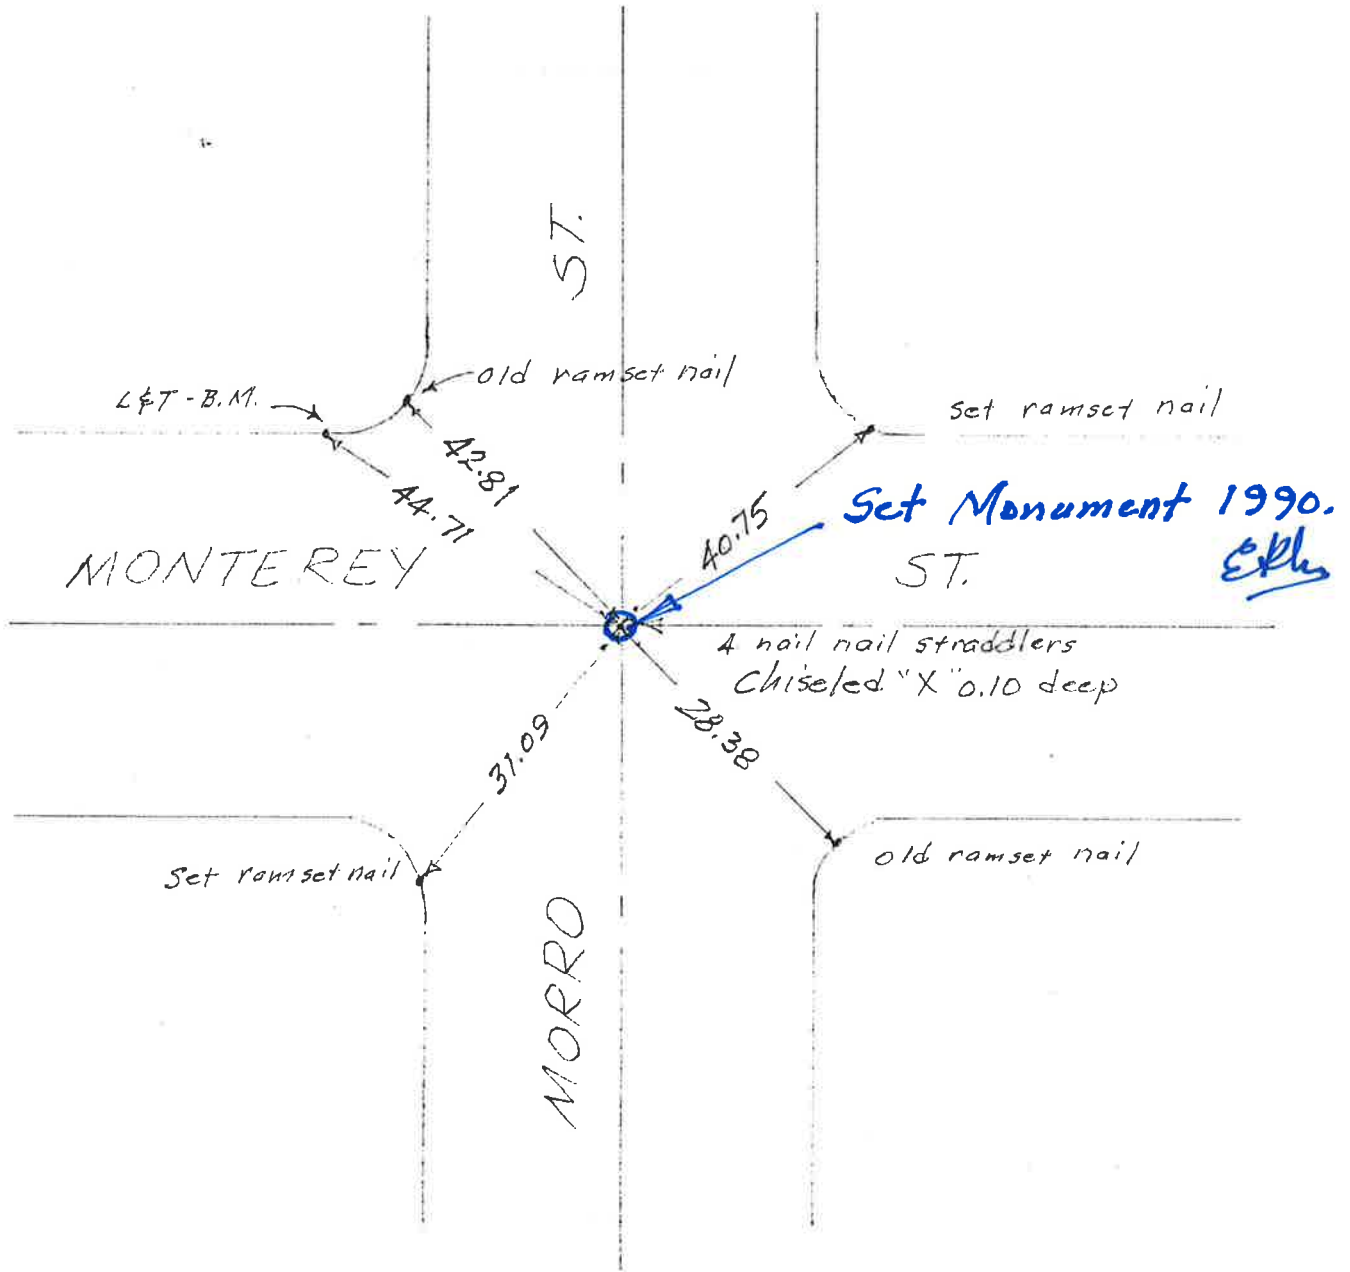 ST.
old ramset nail
L&T - B.M.
set ramset nail
42.81
44.71
40.75
Set Monument 1990.
MONTEREY ST.
4 nail nail straddlers
Chiseled "X" 0.10 deep
31.09
28.38
Set ramset nail
old ramset nail
MORRO